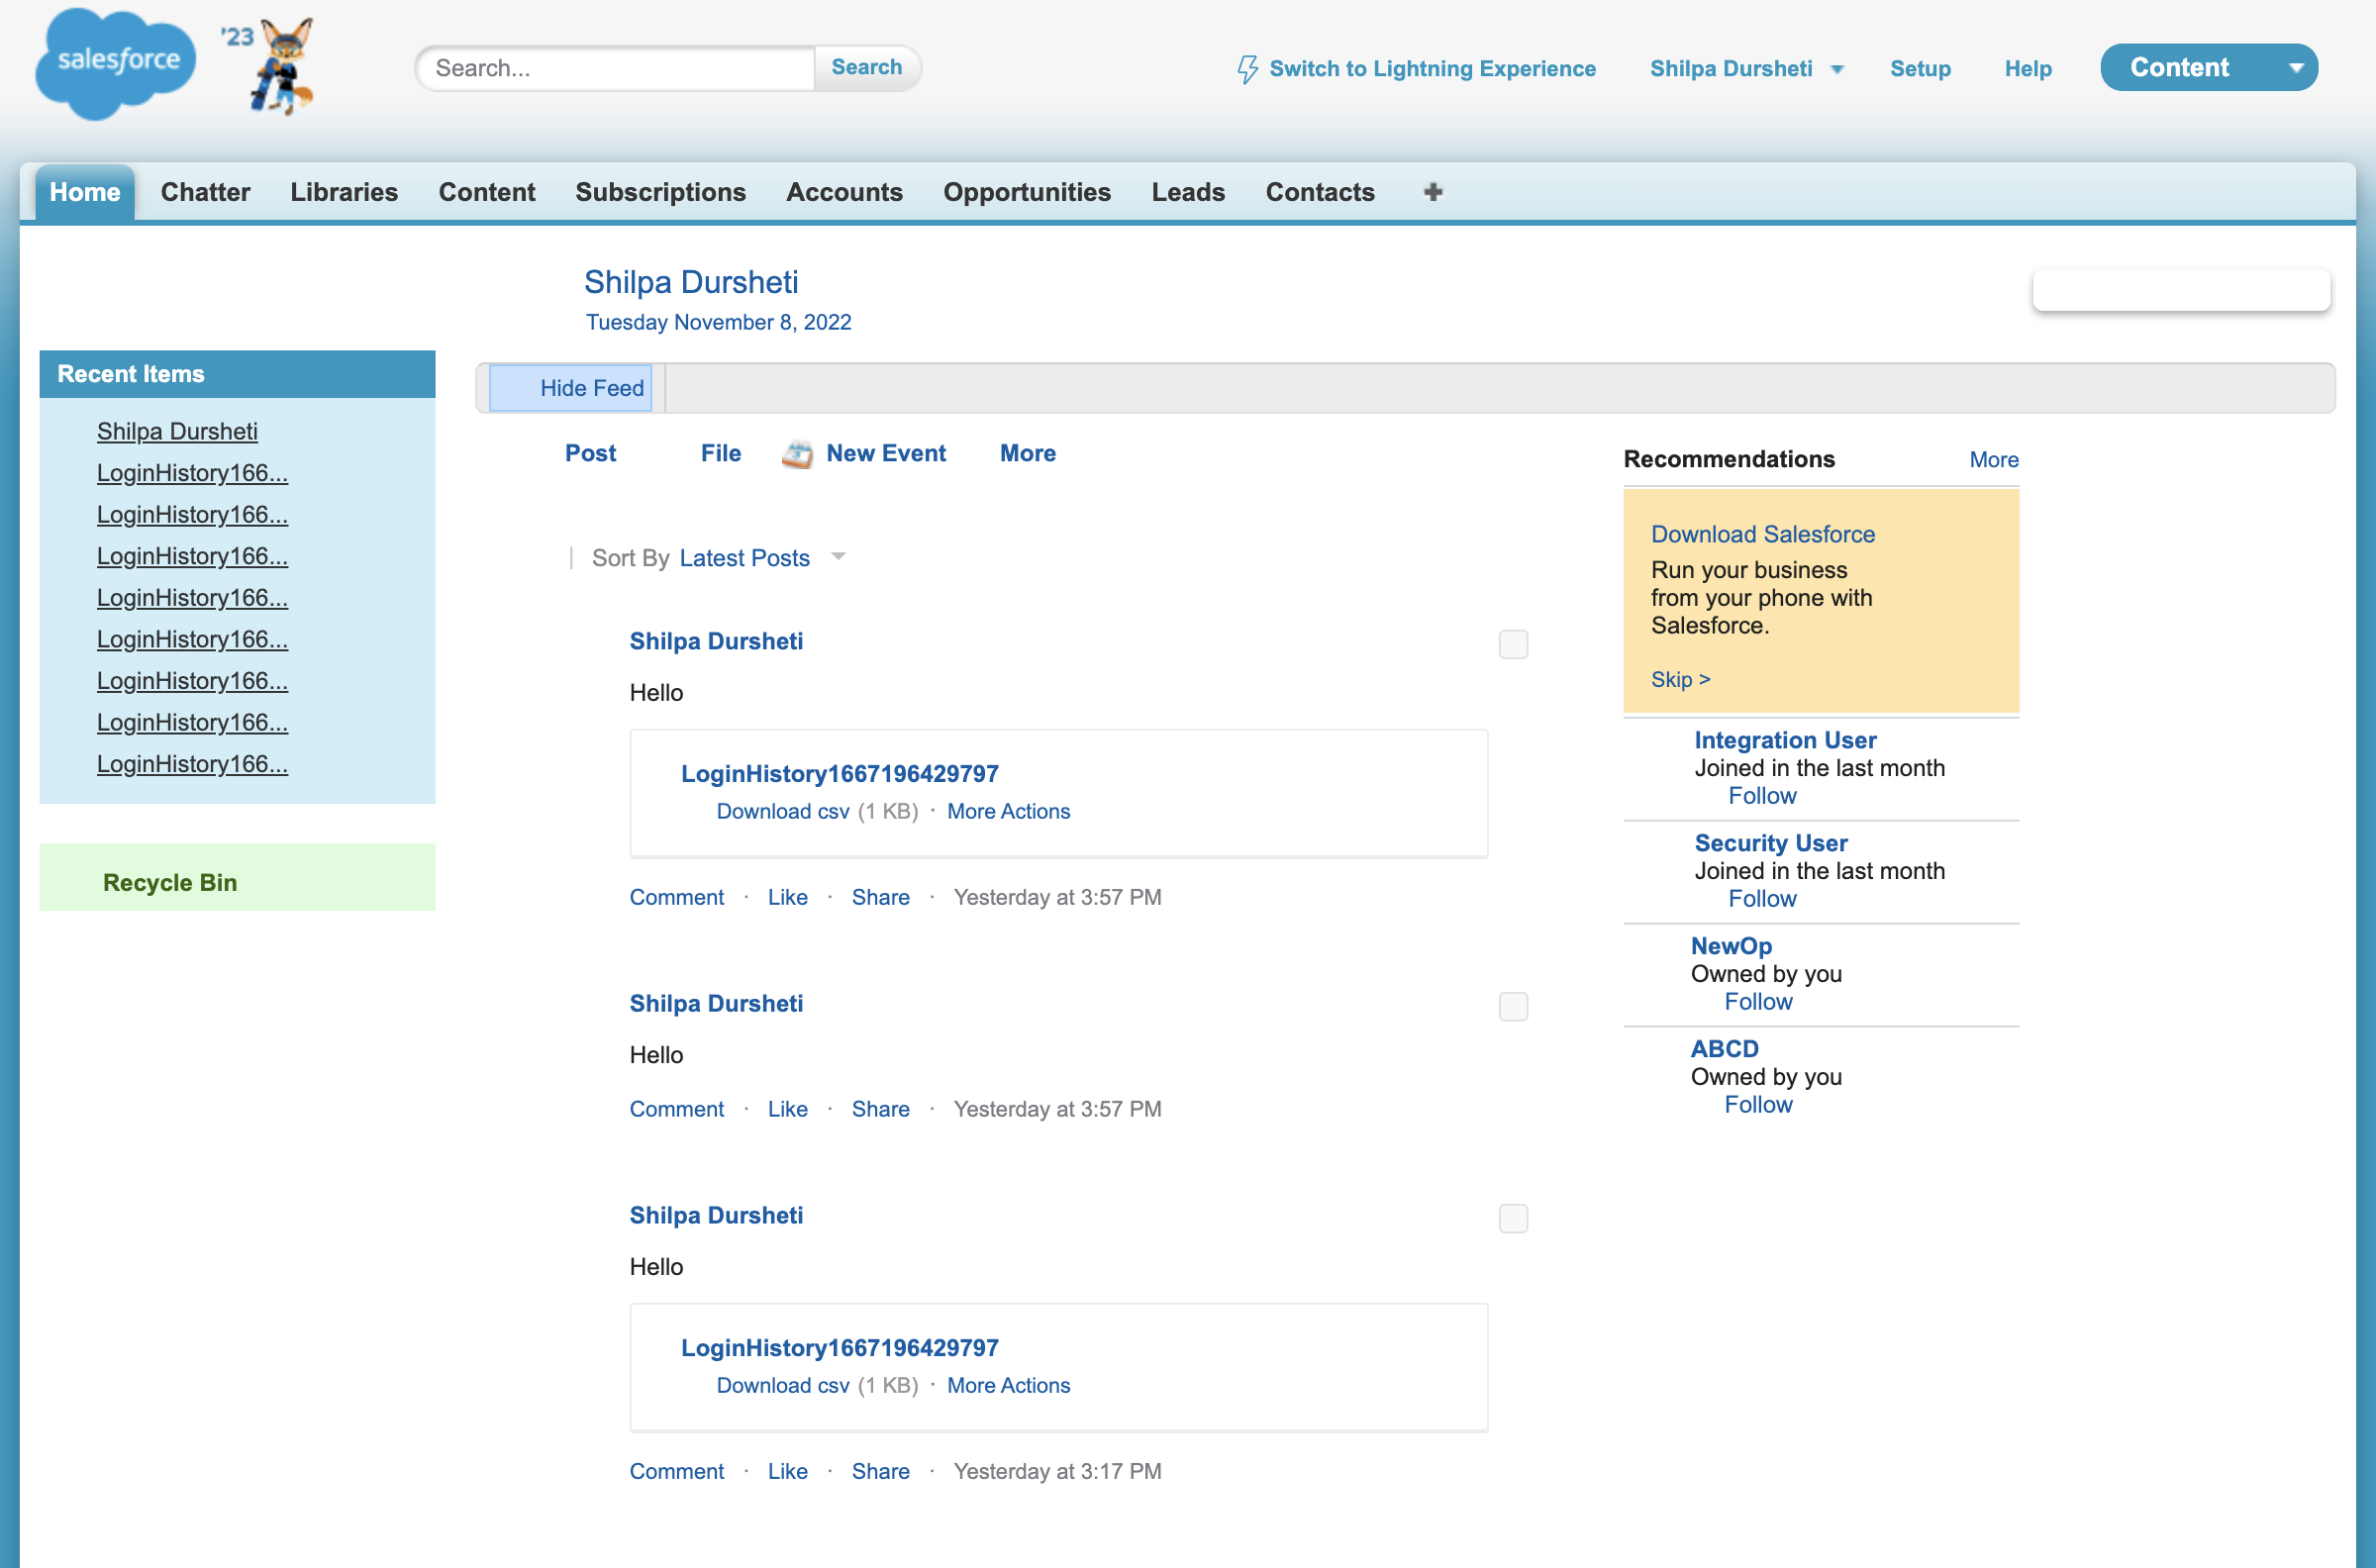 salesforce
'23
Search...
Search
Switch to Lightning Experience
Shilpa Dursheti
Setup
Help
Content
Home
Chatter
Libraries
Content
Subscriptions
Accounts
Opportunities
Leads
Contacts
Shilpa Dursheti
Tuesday November 8, 2022
Recent Items
Shilpa Dursheti
LoginHistory166...
LoginHistory166...
LoginHistory166...
LoginHistory166...
LoginHistory166...
LoginHistory166...
LoginHistory166...
LoginHistory166...
Recycle Bin
Hide Feed
Post
File
New Event
More
Sort By Latest Posts
Shilpa Dursheti
Hello
LoginHistory1667196429797
Download csv (1 KB) · More Actions
Comment · Like · Share · Yesterday at 3:57 PM
Shilpa Dursheti
Hello
Comment · Like · Share · Yesterday at 3:57 PM
Shilpa Dursheti
Hello
LoginHistory1667196429797
Download csv (1 KB) · More Actions
Comment · Like · Share · Yesterday at 3:17 PM
Recommendations
More
Download Salesforce
Run your business
from your phone with
Salesforce.
Skip >
Integration User
Joined in the last month
Follow
Security User
Joined in the last month
Follow
NewOp
Owned by you
Follow
ABCD
Owned by you
Follow